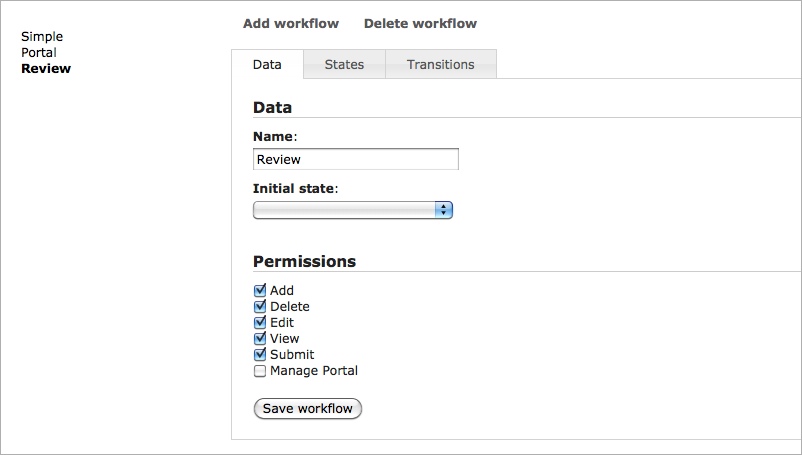 Add workflow Delete workflow
Simple
Portal
Review
Data States Transitions
Data
Name:
Review
Initial state:
Permissions
Add
Delete
Edit
View
Submit
Manage Portal
Save workflow